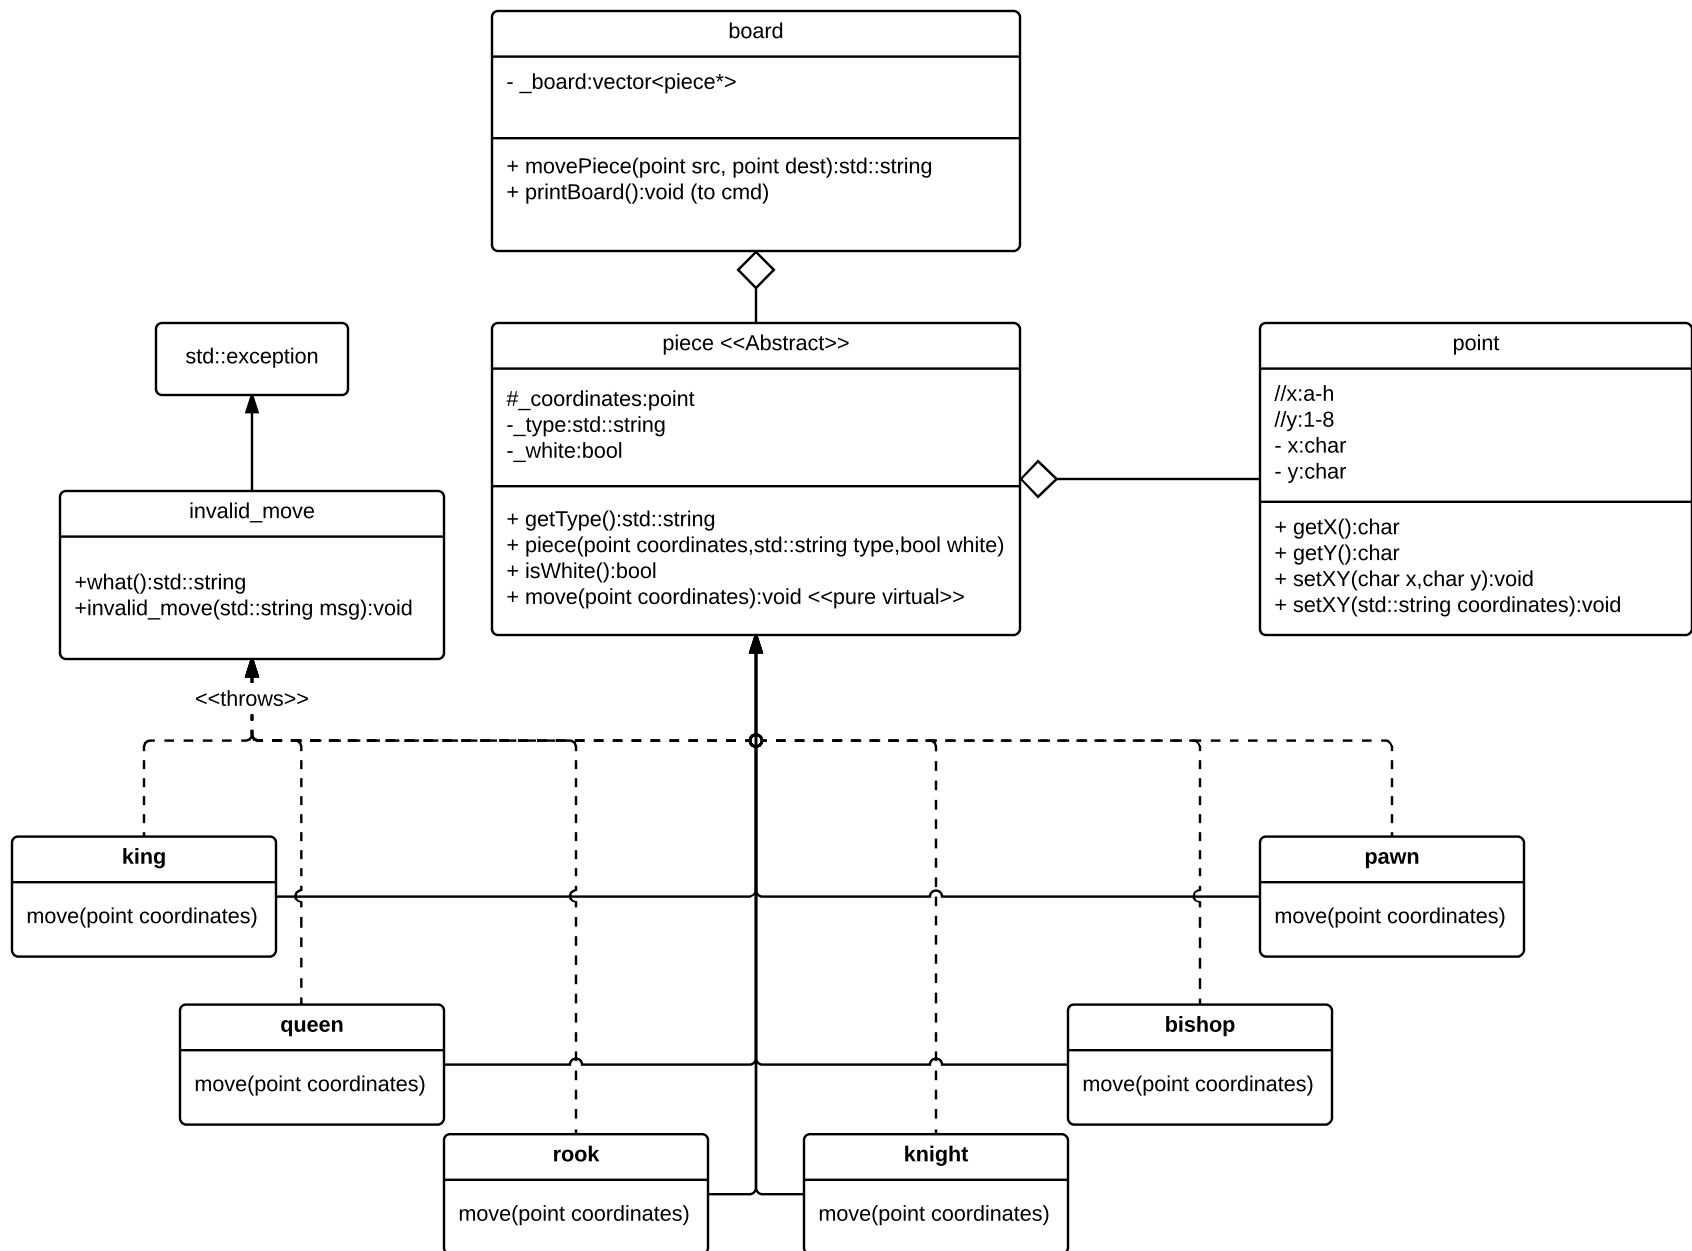 board
- _board:vector<piece*>
+ movePiece(point src, point dest):std::string
+ printBoard():void (to cmd)
std::exception
piece <<Abstract>>
#_coordinates:point
-_type:std::string
-_white:bool
+ getType():std::string
+ piece(point coordinates,std::string type,bool white)
+ isWhite():bool
+ move(point coordinates):void <<pure virtual>>
point
//x:a-h
//y:1-8
- x:char
- y:char
+ getX():char
+ getY():char
+ setXY(char x,char y):void
+ setXY(std::string coordinates):void
invalid_move
+what():std::string
+invalid_move(std::string msg):void
<<throws>>
king
move(point coordinates)
pawn
move(point coordinates)
queen
move(point coordinates)
bishop
move(point coordinates)
rook
move(point coordinates)
knight
move(point coordinates)